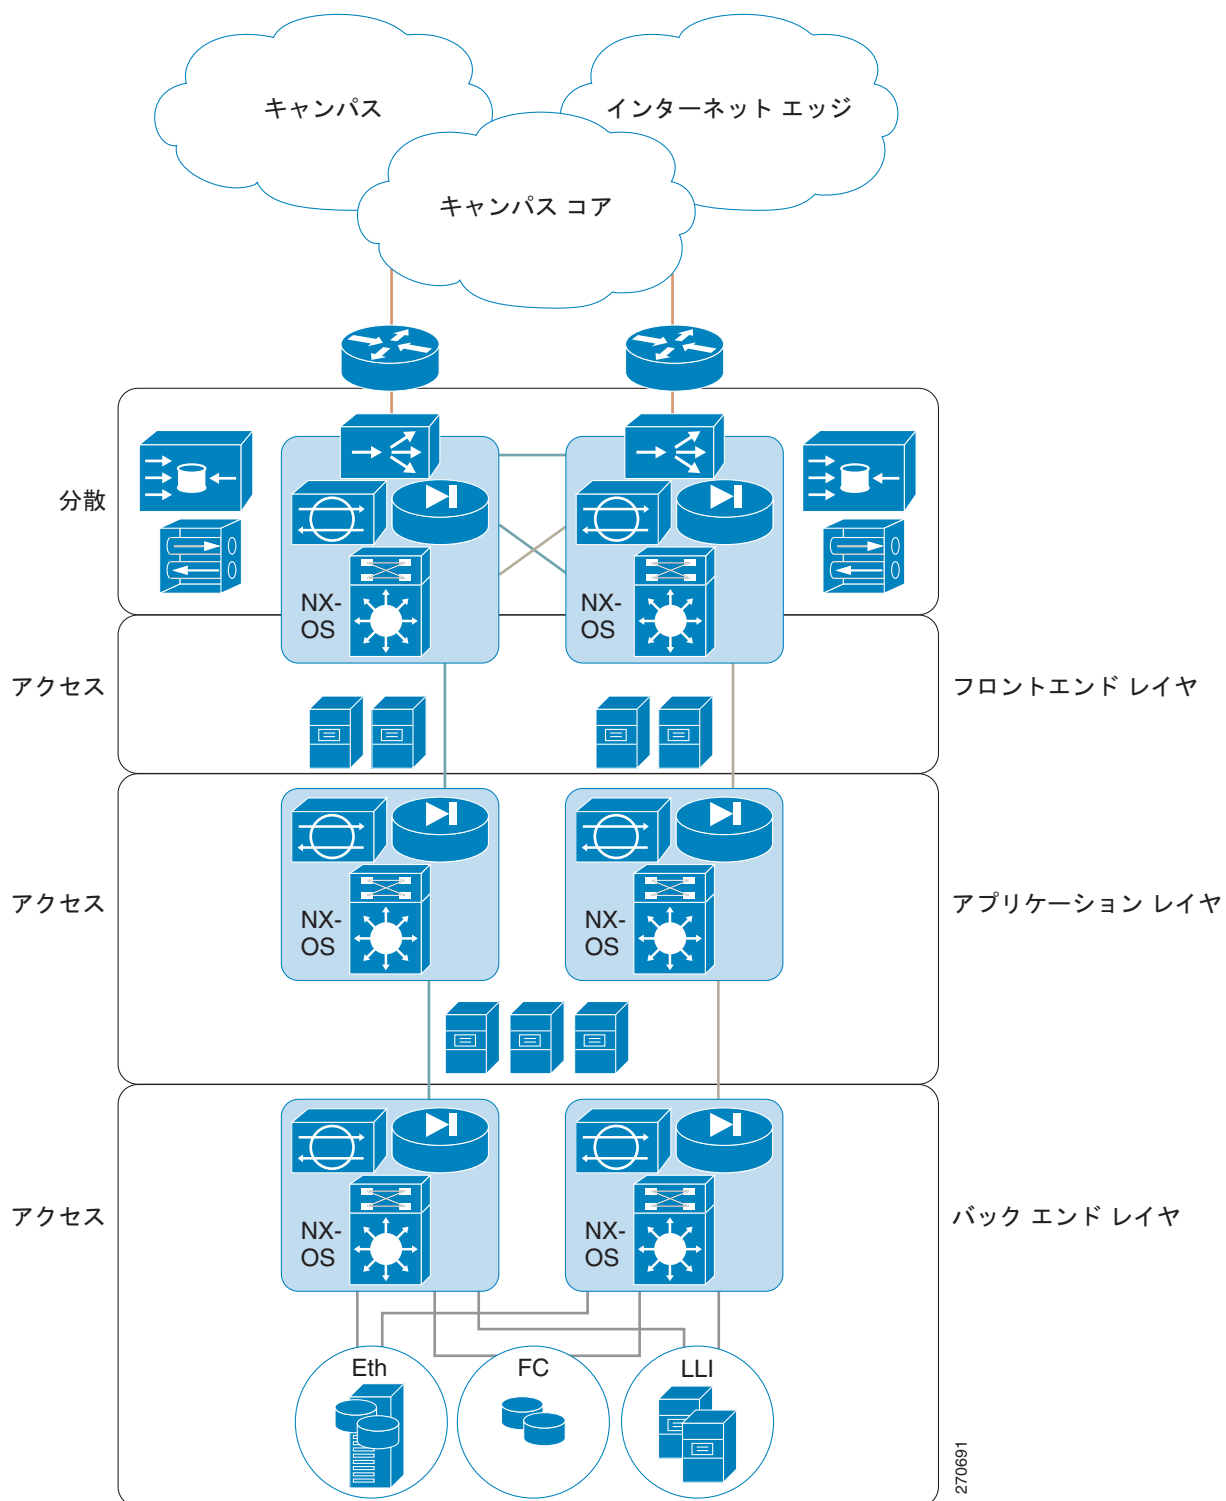 キャンパス
インターネット エッジ
キャンパス コア
分散
NX-
OS
NX-
OS
アクセス
フロントエンド レイヤ
アクセス
NX-
OS
NX-
OS
アプリケーション レイヤ
アクセス
NX-
OS
NX-
OS
バック エンド レイヤ
Eth
FC
LLI
270691